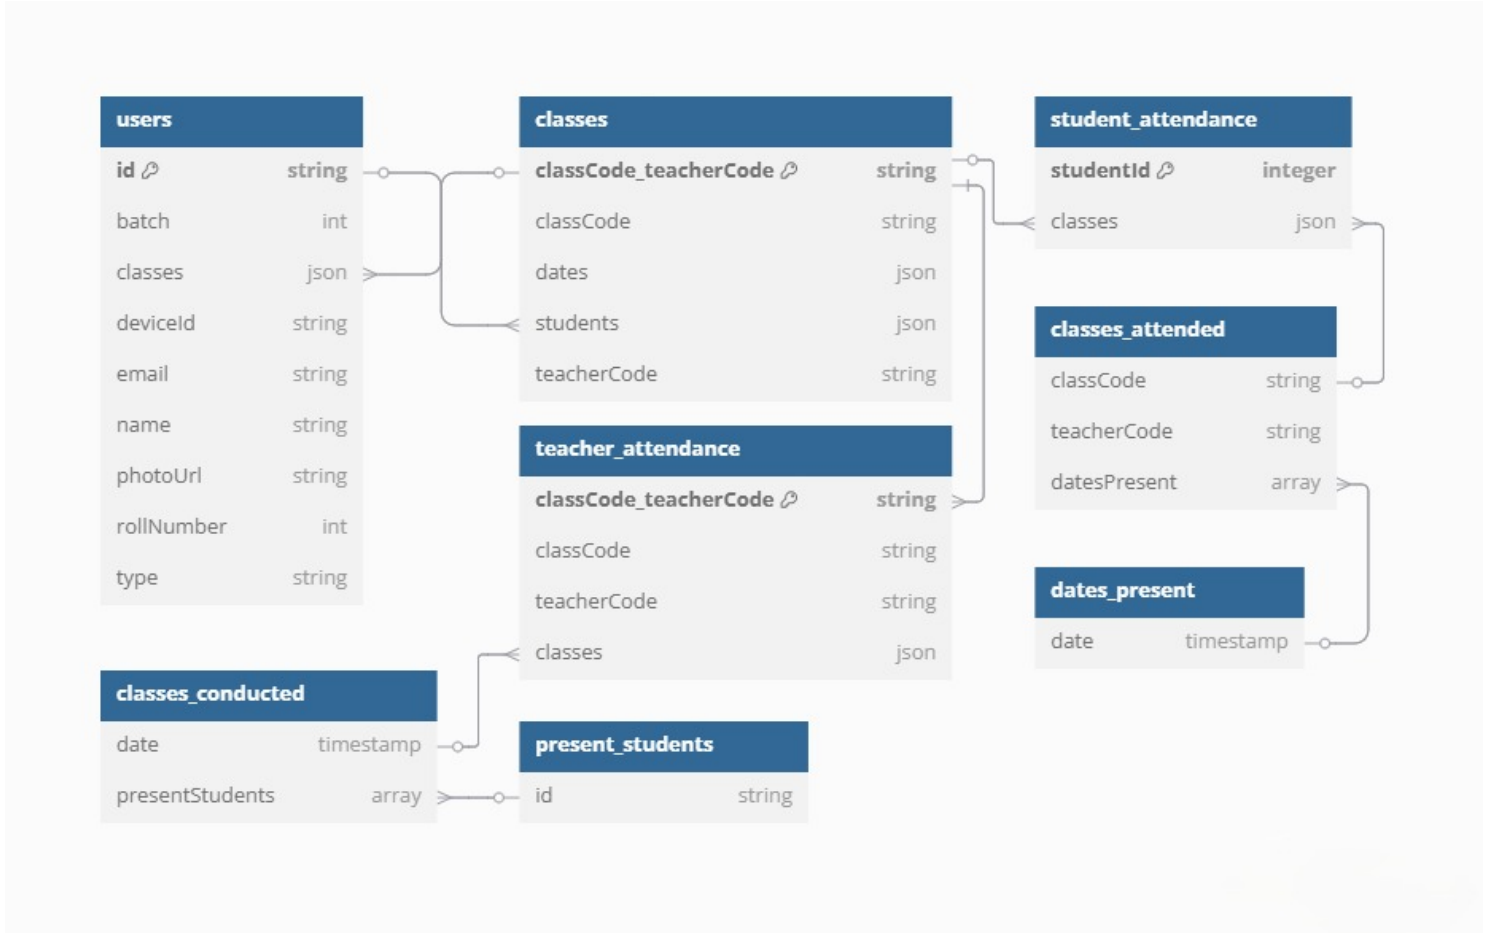 users
id string
batch int
classes json
deviceId string
email string
name string
photoUrl string
rollNumber int
type string
classes
classCode_teacherCode string
classCode string
dates json
students json
teacherCode string
student_attendance
studentId integer
classes json
classes_attended
classCode string
teacherCode string
datesPresent array
teacher_attendance
classCode_teacherCode string
classCode string
teacherCode string
classes json
dates_present
date timestamp
classes_conducted
date timestamp
presentStudents array
present_students
id string